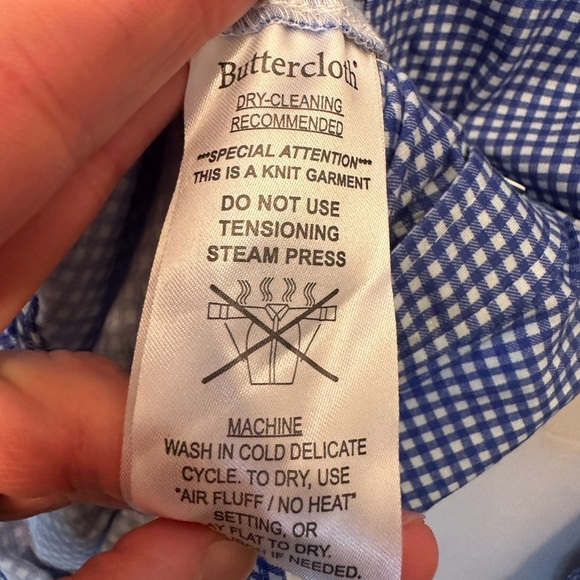 Buttercloth
DRY-CLEANING
RECOMMENDED
***SPECIAL ATTENTION***
THIS IS A KNIT GARMENT
DO NOT USE
TENSIONING
STEAM PRESS
MACHINE
WASH IN COLD DELICATE
CYCLE. TO DRY, USE
"AIR FLUFF / NO HEAT"
SETTING, OR
FLAT TO DRY.
IF NEEDED.